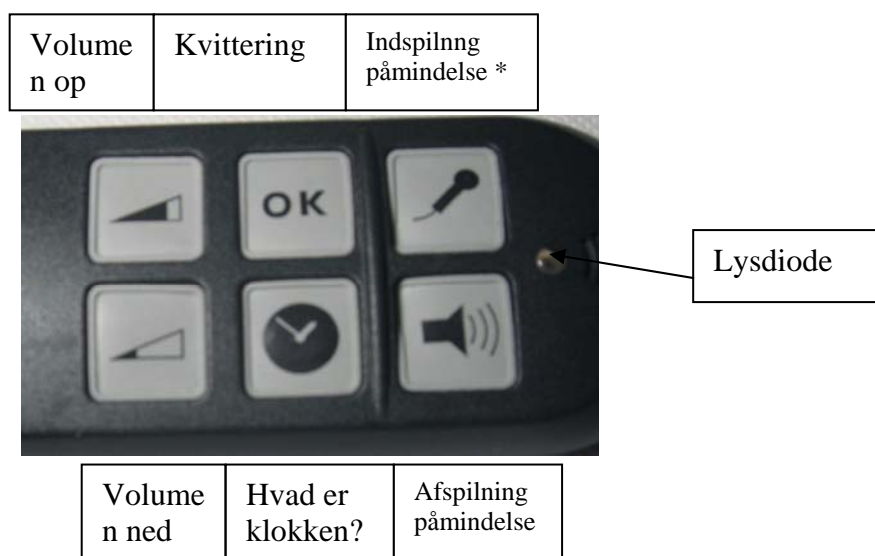 Volume
n op
Kvittering
Indspilnng
påmindelse *
OK
Lysdiode
Volume
n ned
Hvad er
klokken?
Afspilning
påmindelse